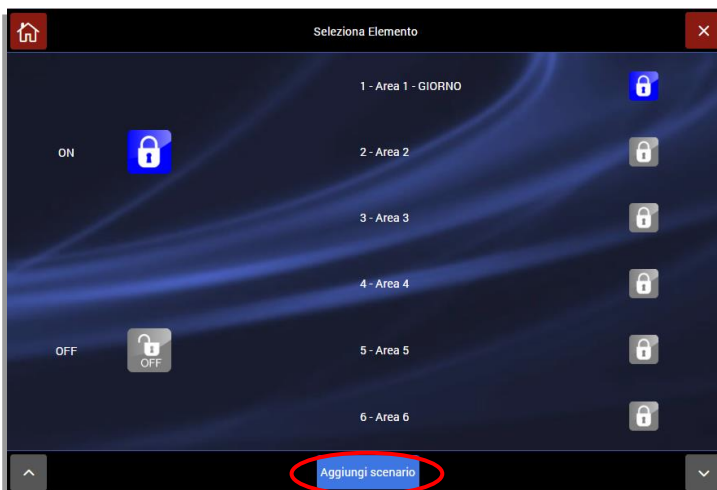 Seleziona Elemento
1 - Area 1 - GIORNO
ON
2 - Area 2
3 - Area 3
4 - Area 4
OFF
OFF
5 - Area 5
6 - Area 6
Aggiungi scenario